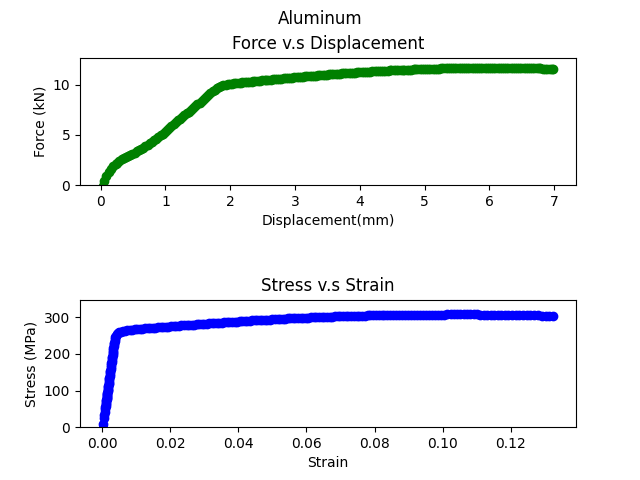 Aluminum
Force v.s Displacement
Force (kN)
10
5
0
0 1 2 3 4 5 6 7
Displacement(mm)
Stress v.s Strain
Stress (MPa)
300
200
100
0
0.00 0.02 0.04 0.06 0.08 0.10 0.12
Strain